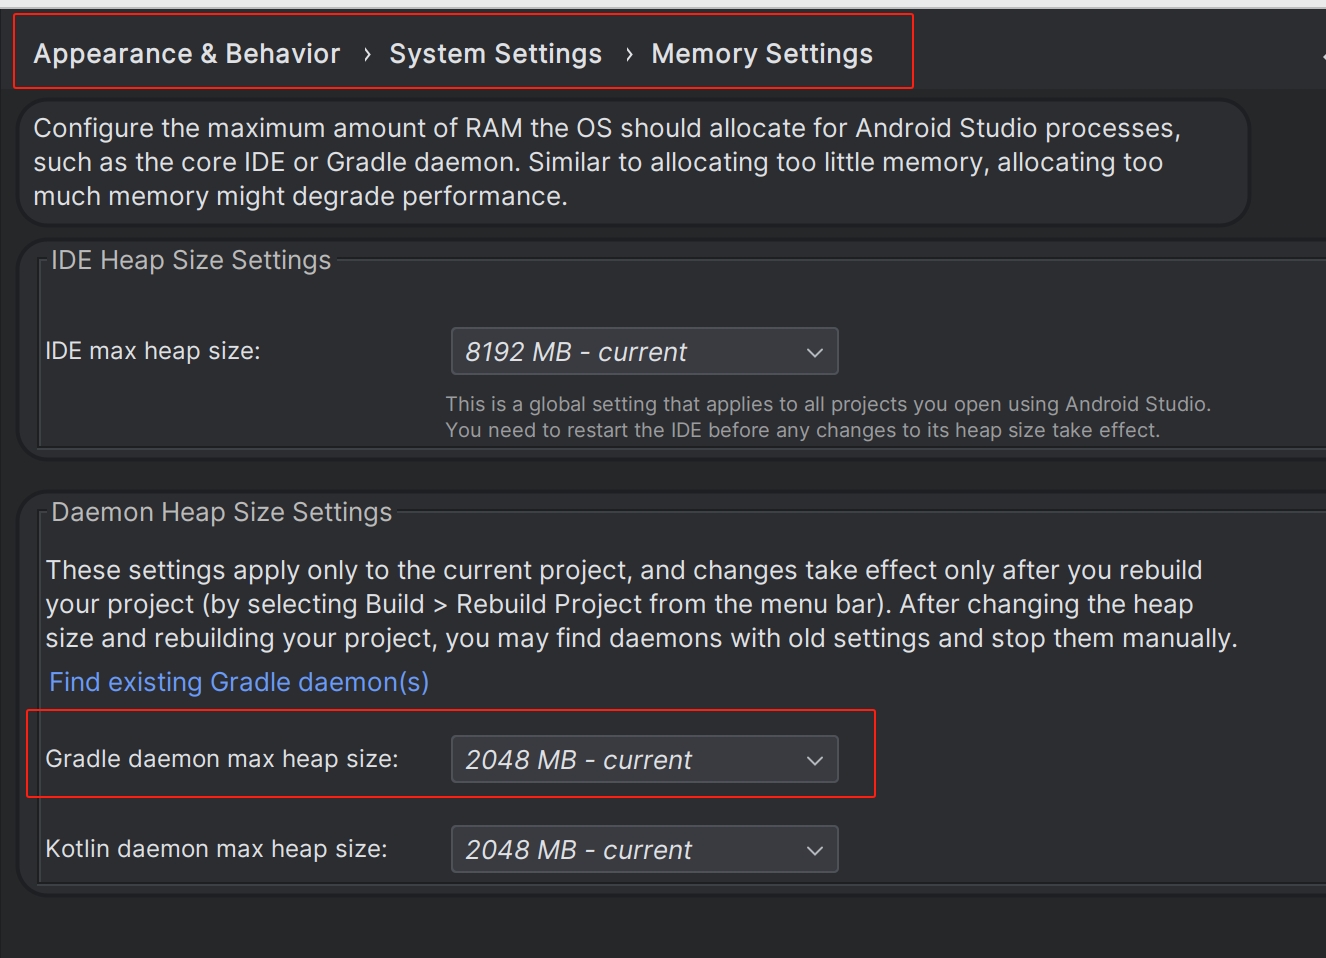 Appearance & Behavior › System Settings › Memory Settings
Configure the maximum amount of RAM the OS should allocate for Android Studio processes,
such as the core IDE or Gradle daemon. Similar to allocating too little memory, allocating too
much memory might degrade performance.
IDE Heap Size Settings
IDE max heap size: 8192 MB - current
This is a global setting that applies to all projects you open using Android Studio.
You need to restart the IDE before any changes to its heap size take effect.
Daemon Heap Size Settings
These settings apply only to the current project, and changes take effect only after you rebuild
your project (by selecting Build > Rebuild Project from the menu bar). After changing the heap
size and rebuilding your project, you may find daemons with old settings and stop them manually.
Find existing Gradle daemon(s)
Gradle daemon max heap size: 2048 MB - current
Kotlin daemon max heap size: 2048 MB - current